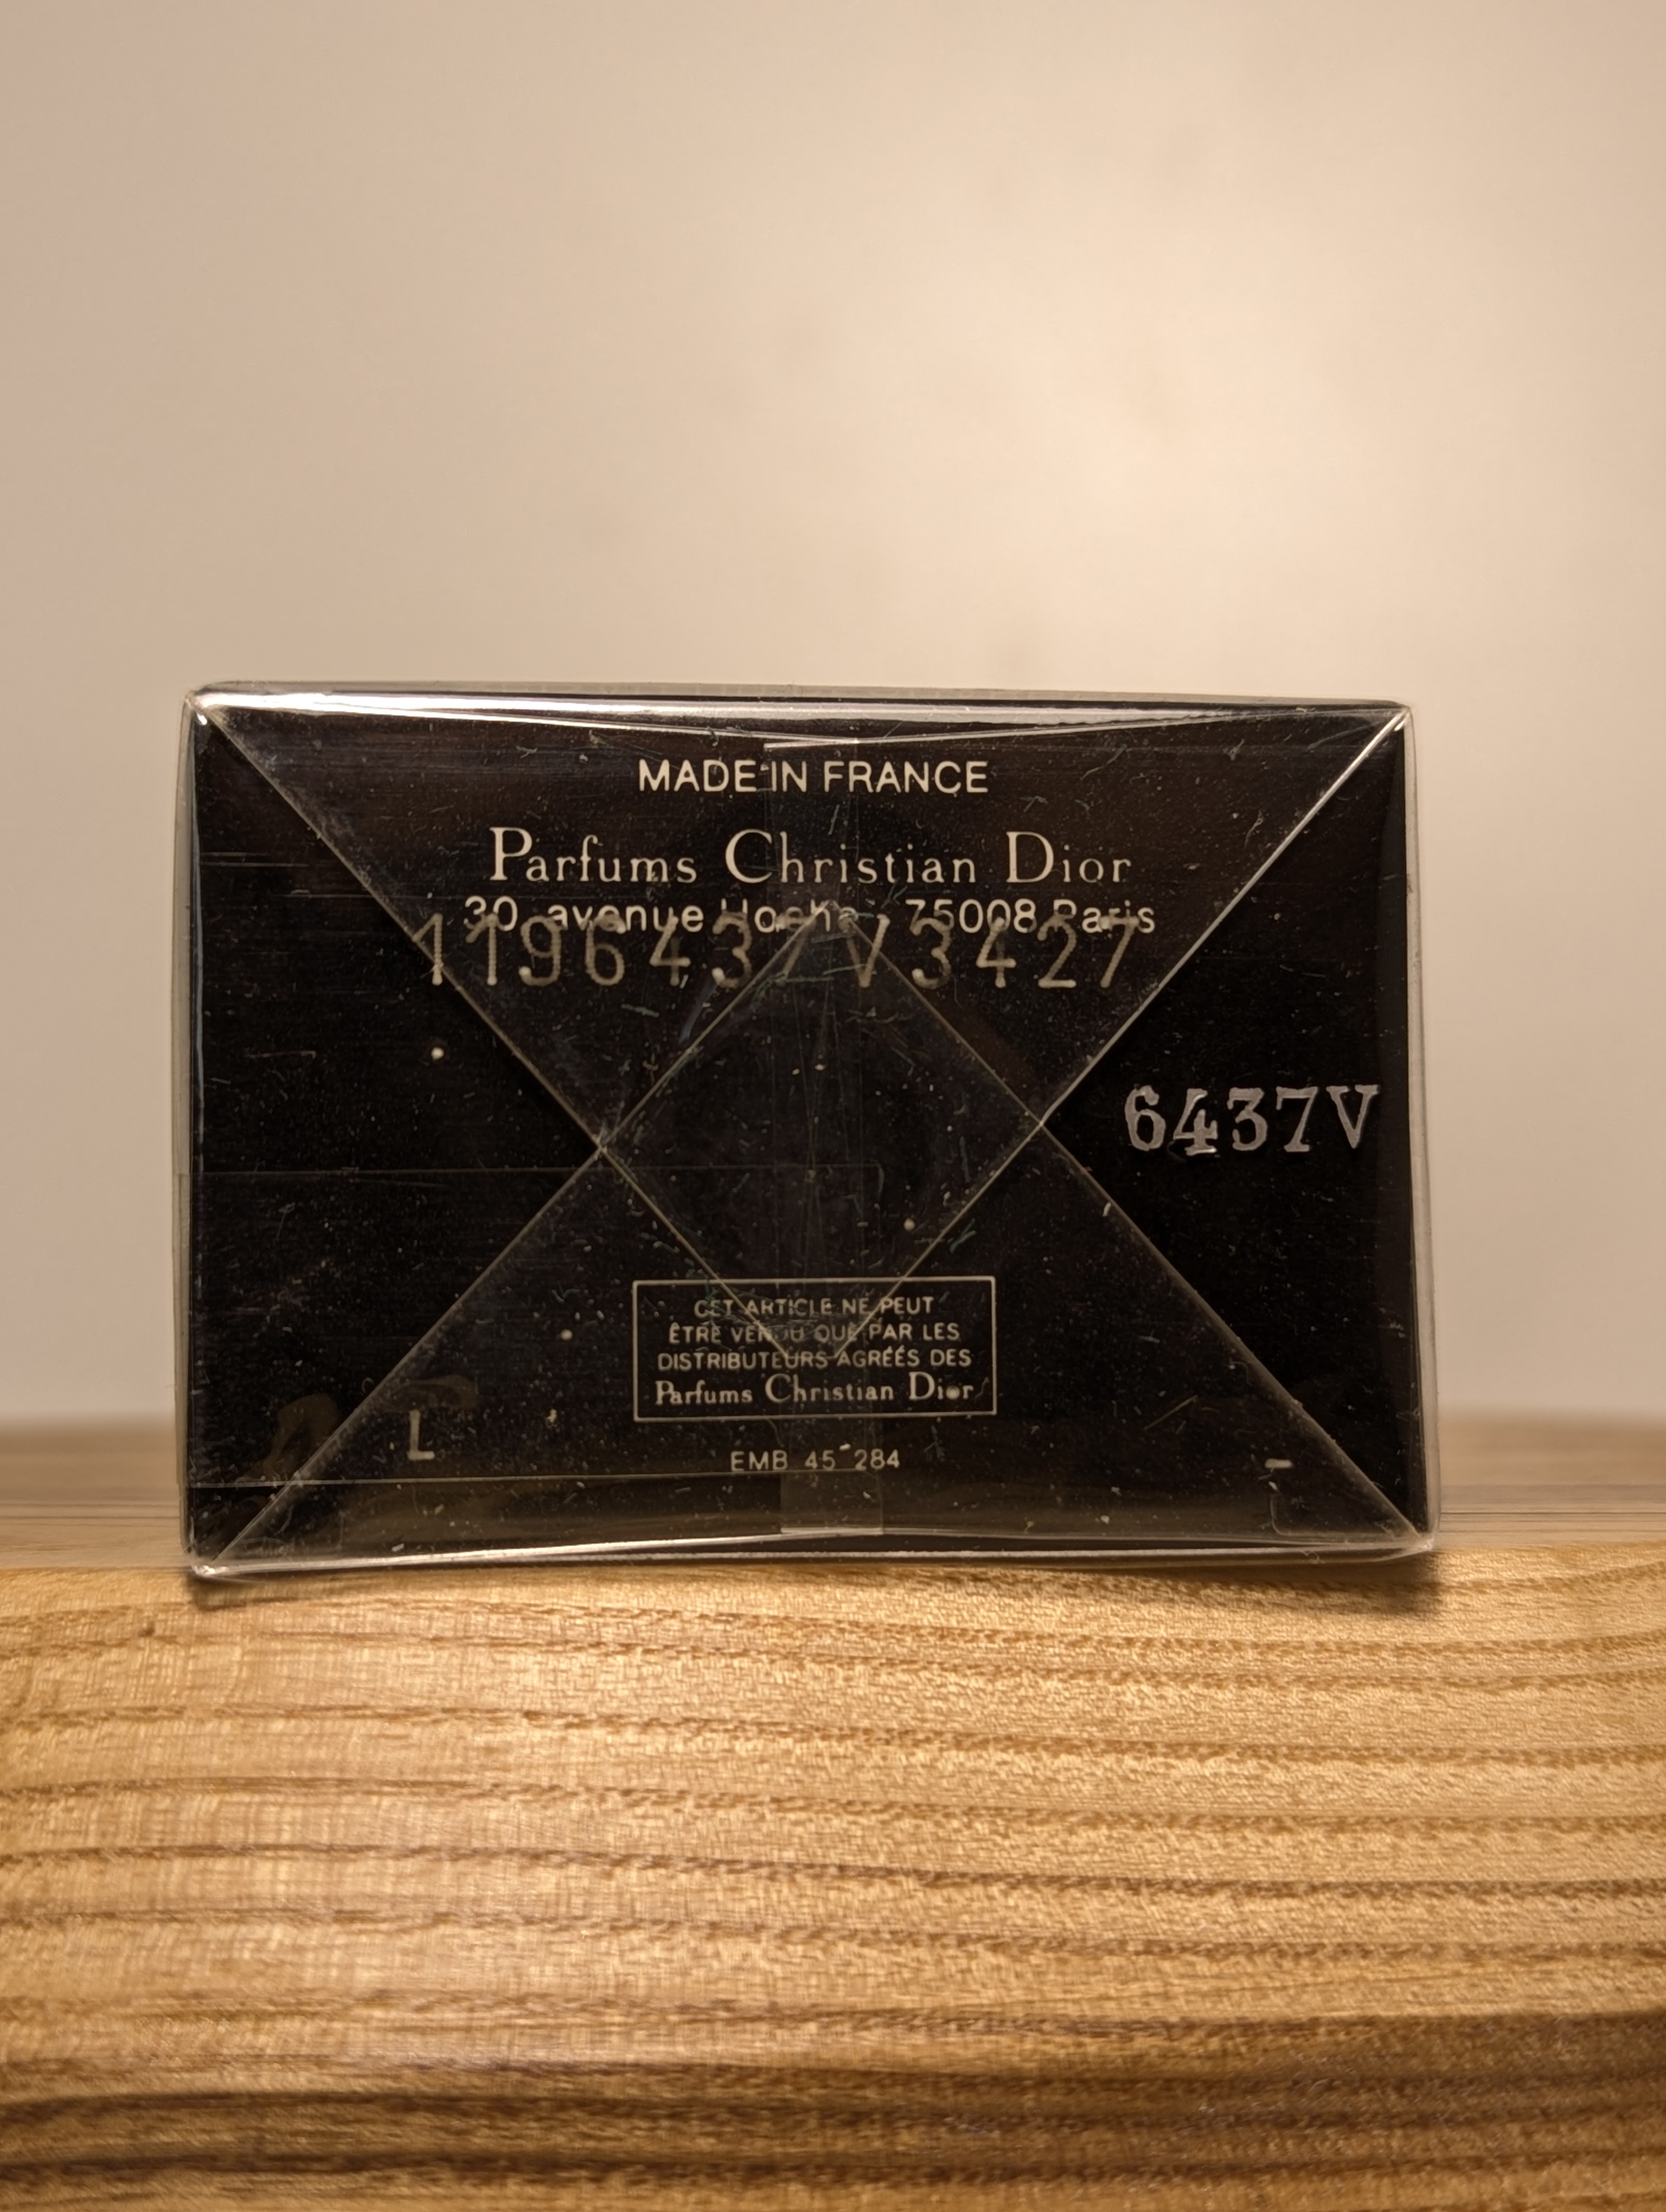 MADE IN FRANCE
Parfums Christian Dior
30, avenue Hoche - 75008 Paris
1196437V3427
6437V
CET ARTICLE NE PEUT
ÊTRE VENDU QUE PAR LES
DISTRIBUTEURS AGRÉÉS DES
Parfums Christian Dior
L
EMB 45 284